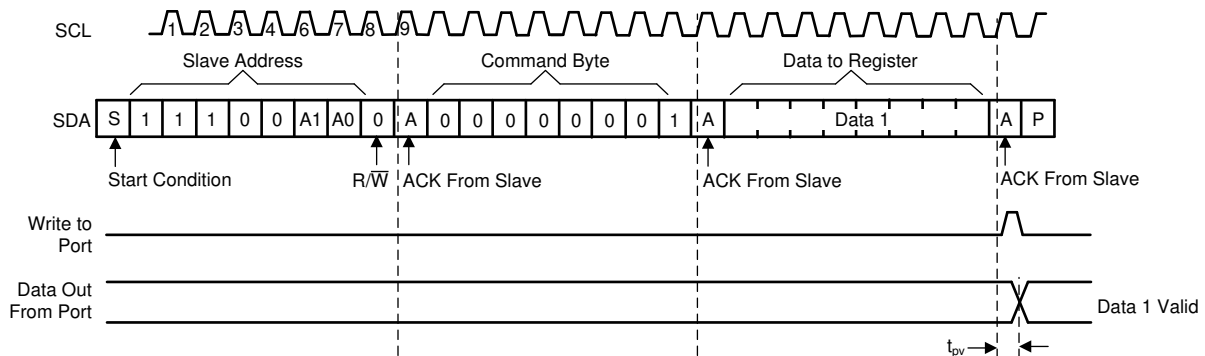 SCL 1 2 3 4 6 7 8 9
Slave Address Command Byte Data to Register
SDA S 1 1 1 0 0 A1 A0 0 A 0 0 0 0 0 0 0 1 A Data 1 A P
Start Condition R/W̅ ACK From Slave ACK From Slave ACK From Slave
Write to
Port
Data Out
From Port
Data 1 Valid
tpv